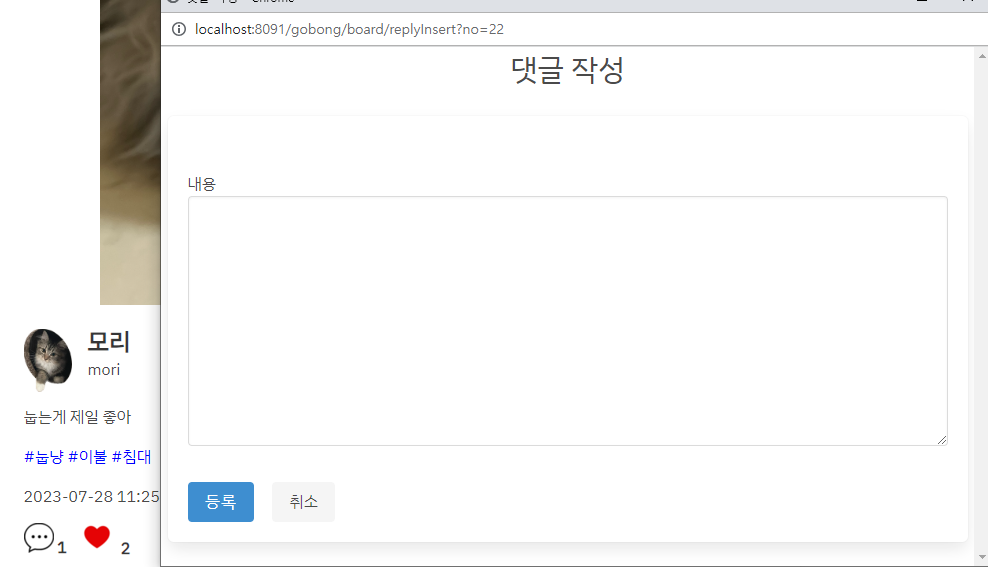 localhost:8091/gobong/board/replyInsert?no=22
댓글 작성
내용
등록 취소
모리
mori
눕는게 제일 좋아
#눕냥 #이불 #침대
2023-07-28 11:25
1 2